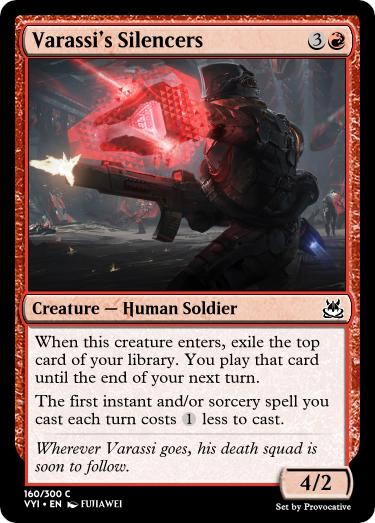 Varassi's Silencers 3
Creature — Human Soldier
When this creature enters, exile the top
card of your library. You play that card
until the end of your next turn.
The first instant and/or sorcery spell you
cast each turn costs 1 less to cast.
Wherever Varassi goes, his death squad is
soon to follow.
4/2
160/300 C
VYI • EN FUJIAWEI
Set by Provocative